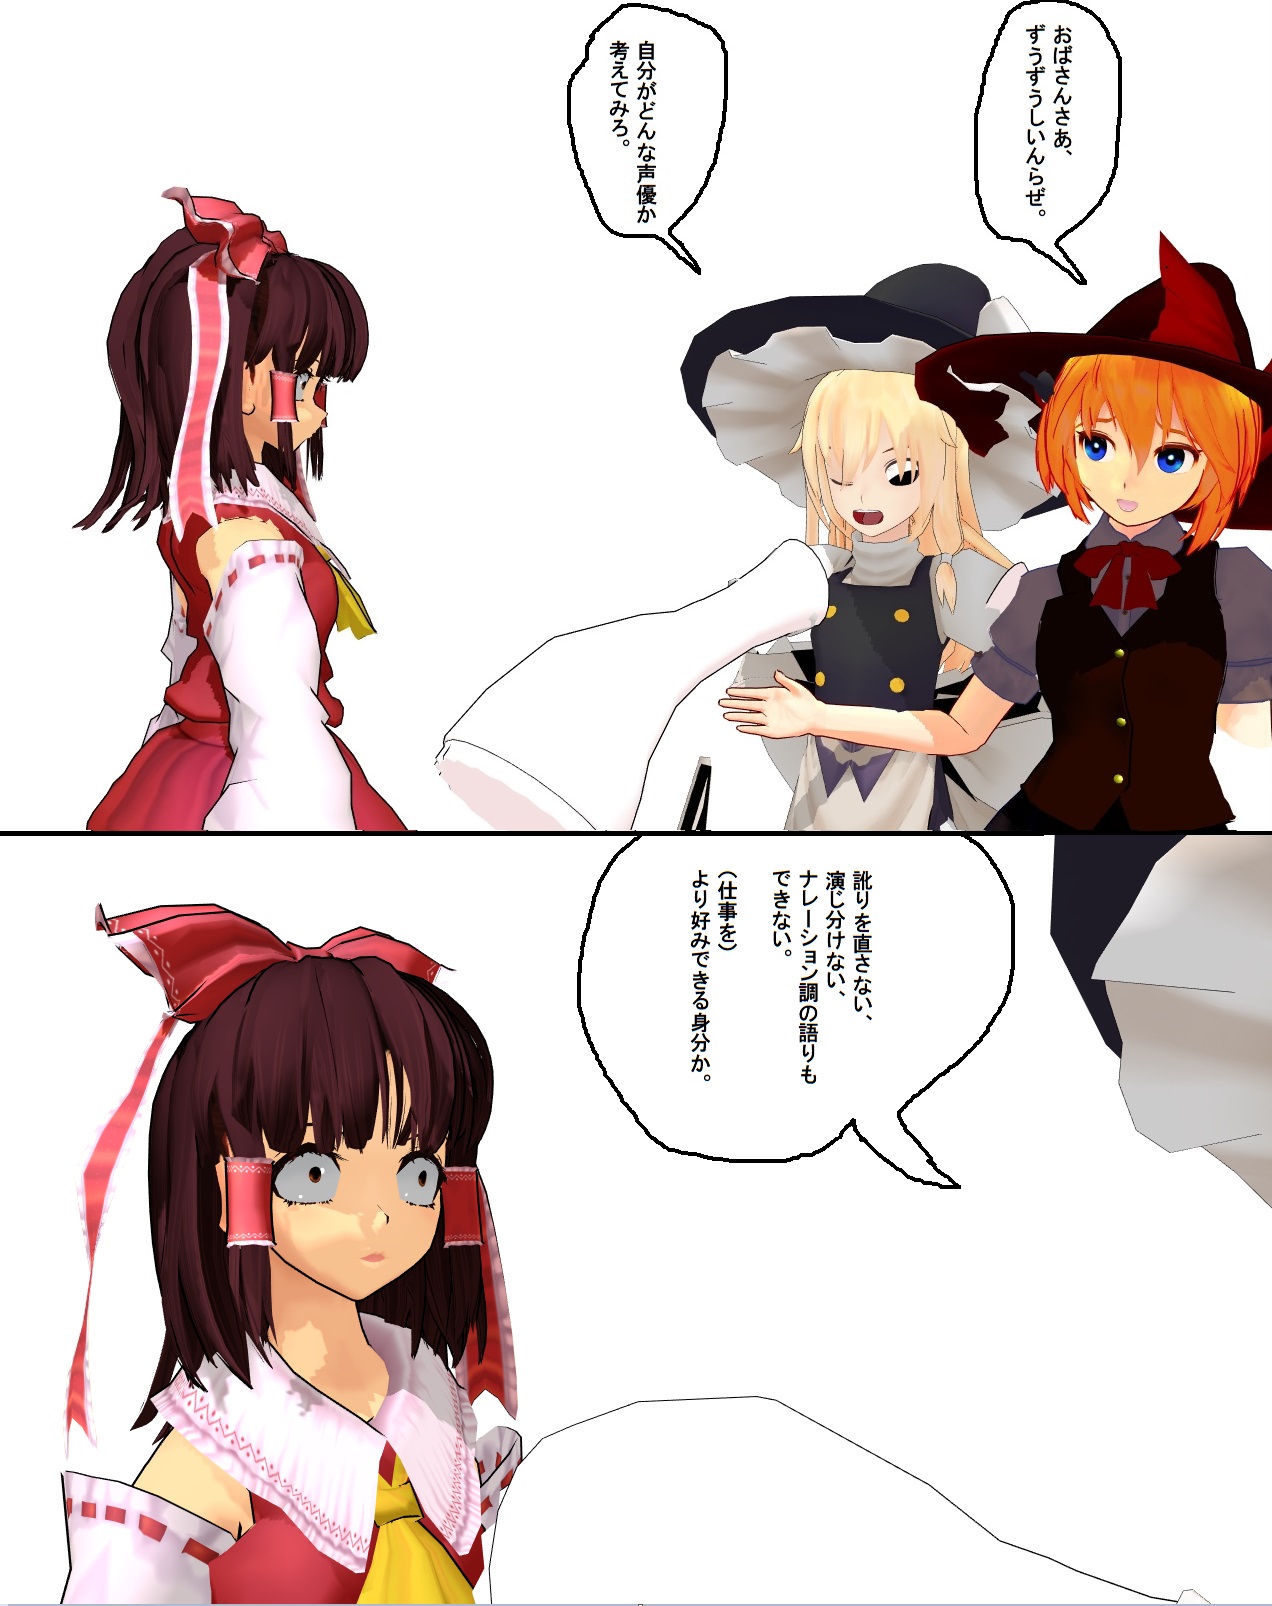 おばさんさあ、
ずうずうしいんらぜ。
自分がどんな声優か
考えてみろ。
訛りを直さない、
演じ分けない、
ナレーション調の語りも
できない。
（仕事を）
より好みできる身分か。